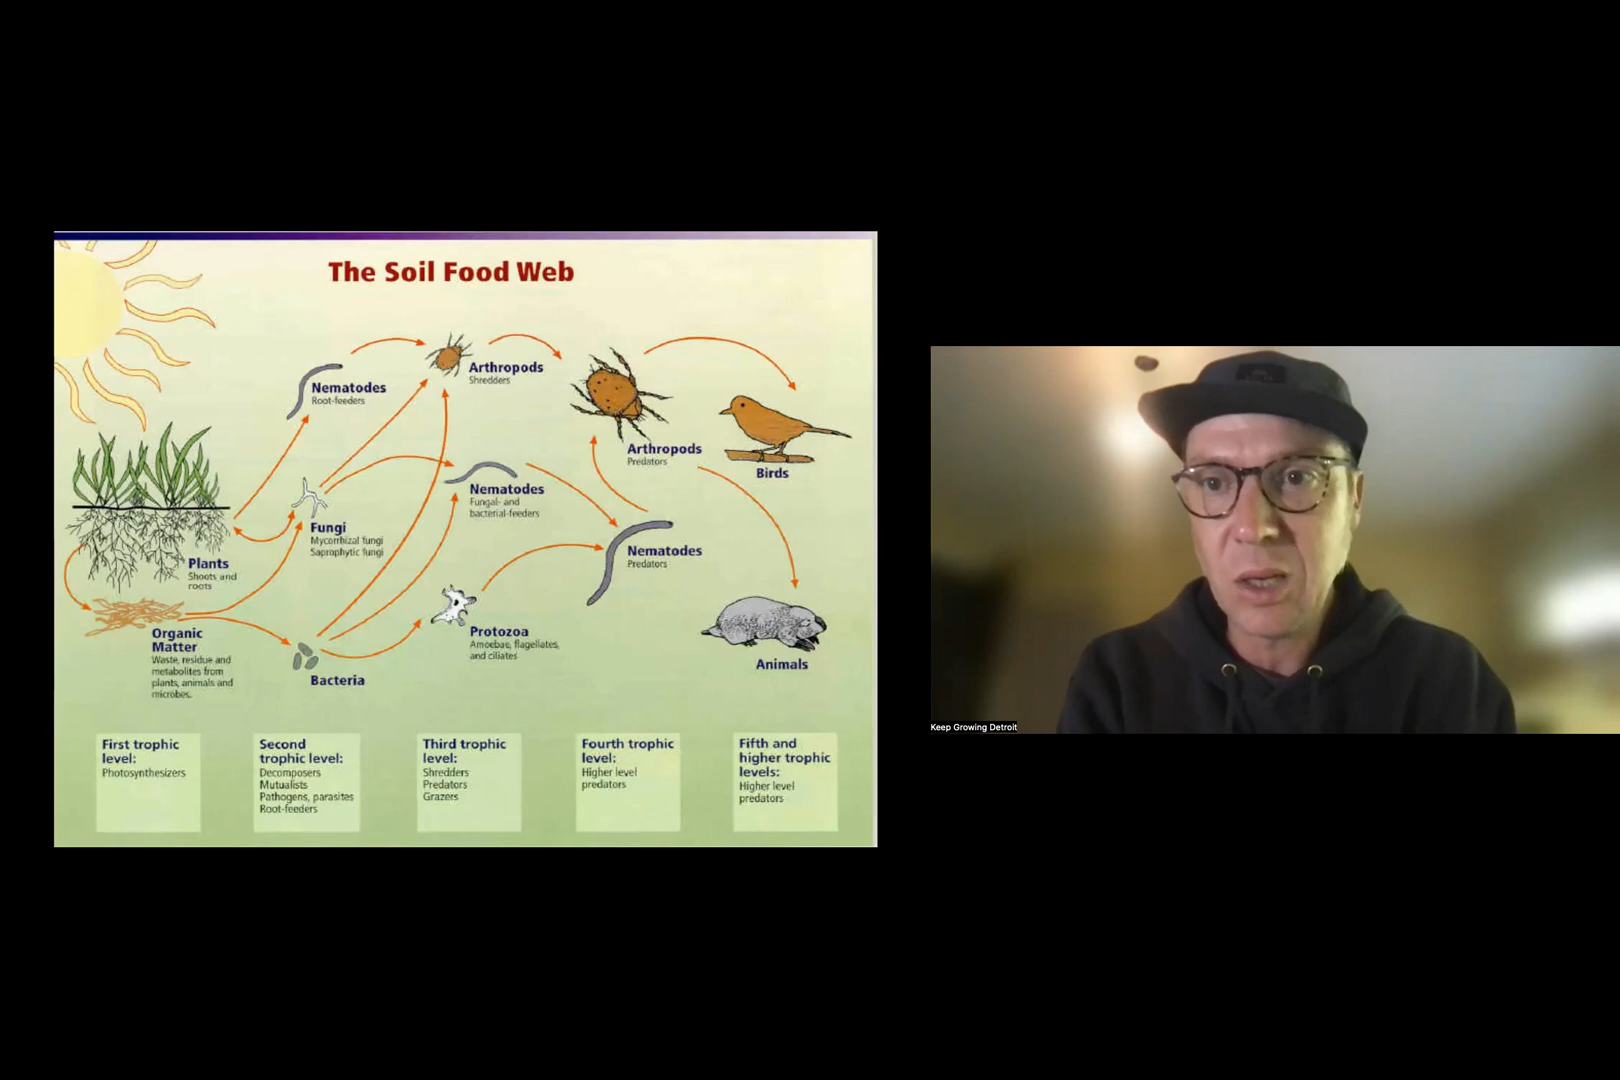 The Soil Food Web
Arthropods
Shredders
Nematodes
Root-feeders
Arthropods
Predators
Birds
Nematodes
Fungal- and
bacterial-feeders
Fungi
Mycorrhizal fungi
Saprophytic fungi
Nematodes
Predators
Plants
Shoots and
roots
Organic
Matter
Waste, residue and
metabolites from
plants, animals and
microbes.
Protozoa
Amoebae, flagellates,
and ciliates
Animals
Bacteria
First trophic
level:
Photosynthesizers
Second
trophic level:
Decomposers
Mutualists
Pathogens, parasites
Root-feeders
Third trophic
level:
Shredders
Predators
Grazers
Fourth trophic
level:
Higher level
predators
Fifth and
higher trophic
levels:
Higher level
predators
Keep Growing Detroit